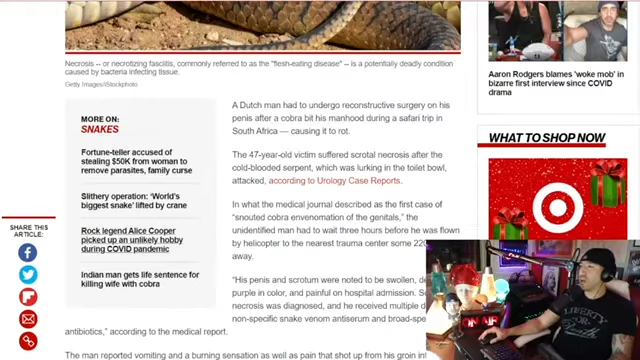 Necrosis -- or necrotizing fasciitis, commonly referred to as the "flesh-eating disease" -- is a potentially deadly condition
caused by bacteria infecting tissue.
Getty Images/iStockphoto
MORE ON:
SNAKES
Fortune-teller accused of
stealing $50K from woman to
remove parasites, family curse
Slithery operation: ‘World’s
biggest snake’ lifted by crane
Rock legend Alice Cooper
picked up an unlikely hobby
during COVID pandemic
Indian man gets life sentence for
killing wife with cobra
SHARE THIS
ARTICLE:
A Dutch man had to undergo reconstructive surgery on his
penis after a cobra bit his manhood during a safari trip in
South Africa — causing it to rot.
The 47-year-old victim suffered scrotal necrosis after the
cold-blooded serpent, which was lurking in the toilet bowl,
attacked, according to Urology Case Reports.
In what the medical journal described as the first case of
“snouted cobra envenomation of the genitals,” the
unidentified man had to wait three hours before he was flown
by helicopter to the nearest trauma center some 220
away.
“His penis and scrotum were noted to be swollen,
purple in color, and painful on hospital admission.
necrosis was diagnosed, and he received multiple
non-specific snake venom antiserum and
antibiotics,” according to the medical report.
The man reported vomiting and a burning sensation as well as pain that shot up from his groin
Aaron Rodgers blames ‘woke mob’ in
bizarre first interview since COVID
drama
WHAT TO SHOP NOW
ON AIR
LIBERTY